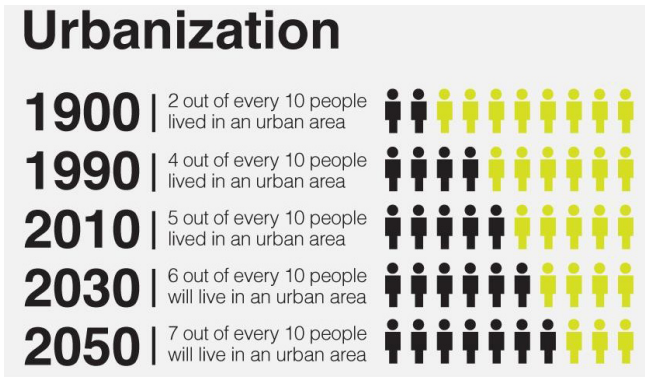 Urbanization
1900 | 2 out of every 10 people
lived in an urban area
1990 | 4 out of every 10 people
lived in an urban area
2010 | 5 out of every 10 people
lived in an urban area
2030 | 6 out of every 10 people
will live in an urban area
2050 | 7 out of every 10 people
will live in an urban area